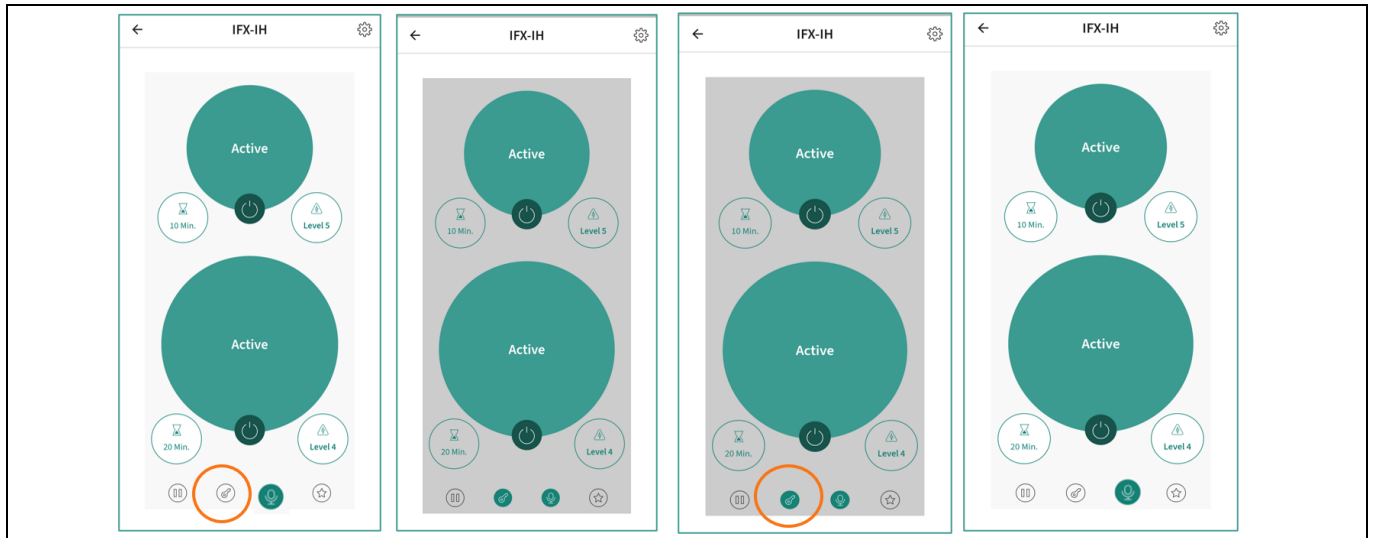 IFX-IH
Active
10 Min.
Level 5
Active
20 Min.
Level 4
IFX-IH
Active
10 Min.
Level 5
Active
20 Min.
Level 4
IFX-IH
Active
10 Min.
Level 5
Active
20 Min.
Level 4
IFX-IH
Active
10 Min.
Level 5
Active
20 Min.
Level 4